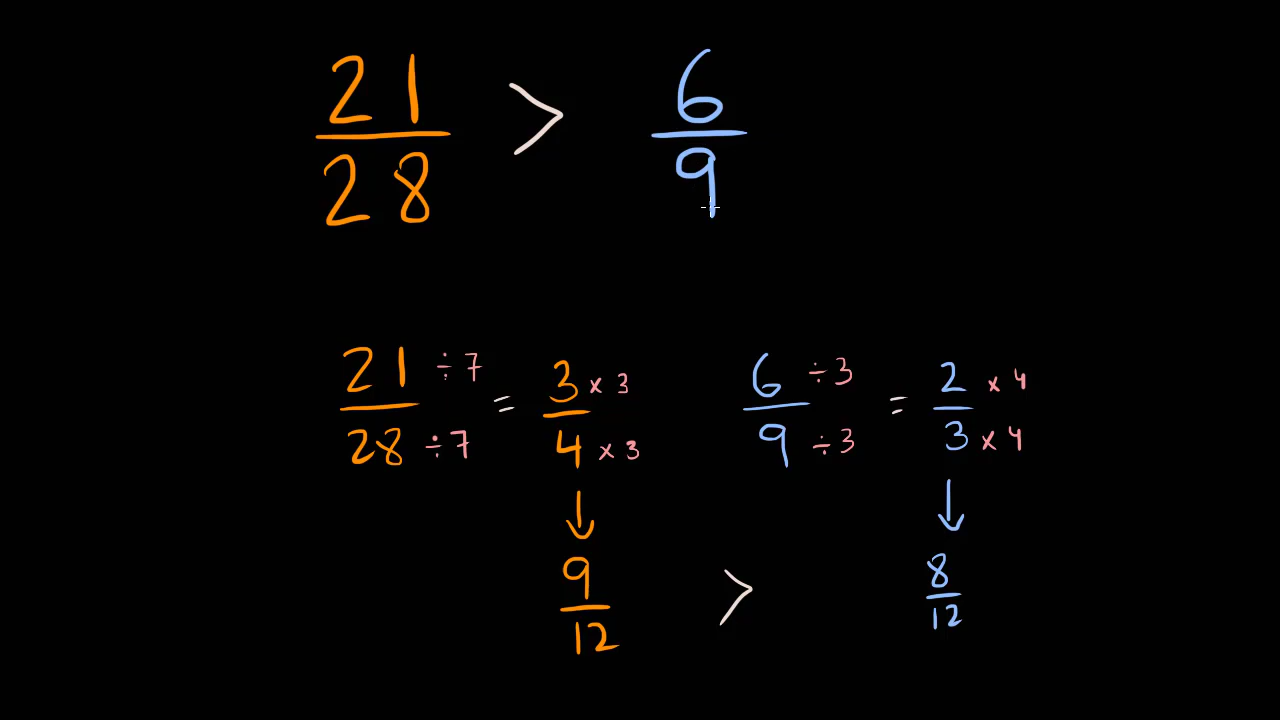 21/28 > 6/9
21 ÷7 / 28 ÷7 = 3 × 3 / 4 × 3
6 ÷3 / 9 ÷3 = 2 × 4 / 3 × 4
↓ ↓
9/12 > 8/12